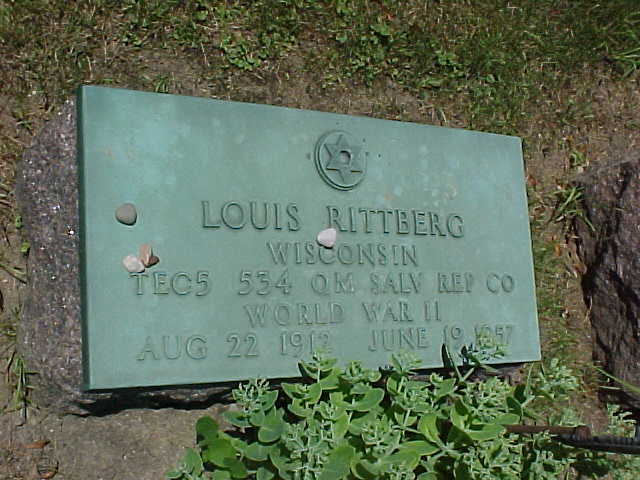 LOUIS RITTBERG
WISCONSIN
TEC5 534 QM SALV REP CO
WORLD WAR II
AUG 22 1912 JUNE 19 1957